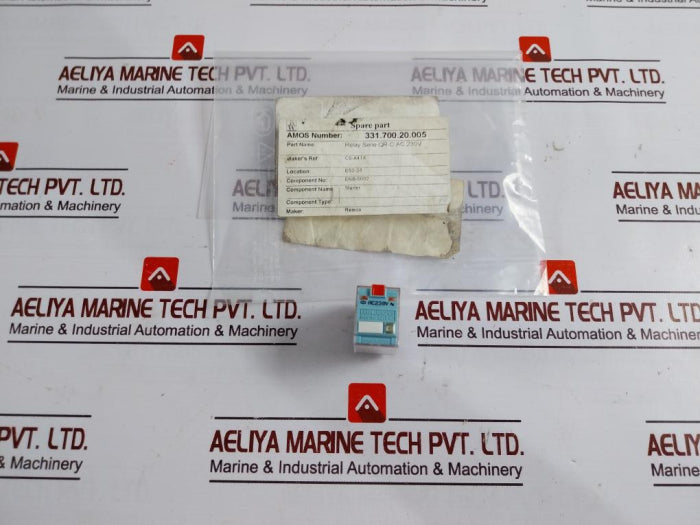 AELIYA MARINE TECH PVT. LTD.
Marine & Industrial Automation & Machinery
AELIYA MARINE TECH PVT. LTD.
Marine & Industrial Automation & Machinery
Spare part
AMOS Number: 331.700.20.005
Part Name: Relay Serie QR-C AC 230V
Maker's Ref
Location:
Component No:
Component Name
Component Type:
Maker: Releco
PVT. LTD.
& Machinery
AELIYA
Marine & Indus
AELIYA MARINE TECH PVT. LTD.
Marine & Industrial Automation & Machinery
AELIYA MARINE TECH PVT.
Marine & Industrial Automation & Mach
AC230V
PVT. LTD.
& Machinery
AELIYA MARINE TECH PVT. LTD.
Marine & Industrial Automation & Machinery
AELIYA
Marine &